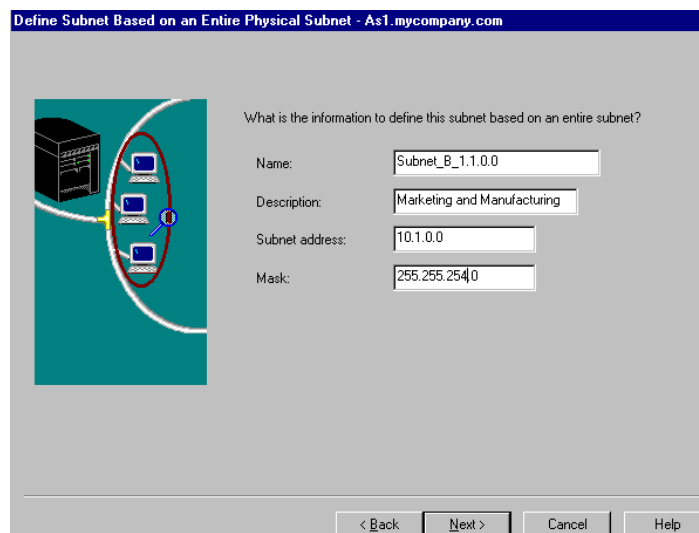 Define Subnet Based on an Entire Physical Subnet - As1.mycompany.com
What is the information to define this subnet based on an entire subnet?
Name: Subnet_B_1.1.0.0
Description: Marketing and Manufacturing
Subnet address: 10.1.0.0
Mask: 255.255.254.0
< Back Next > Cancel Help